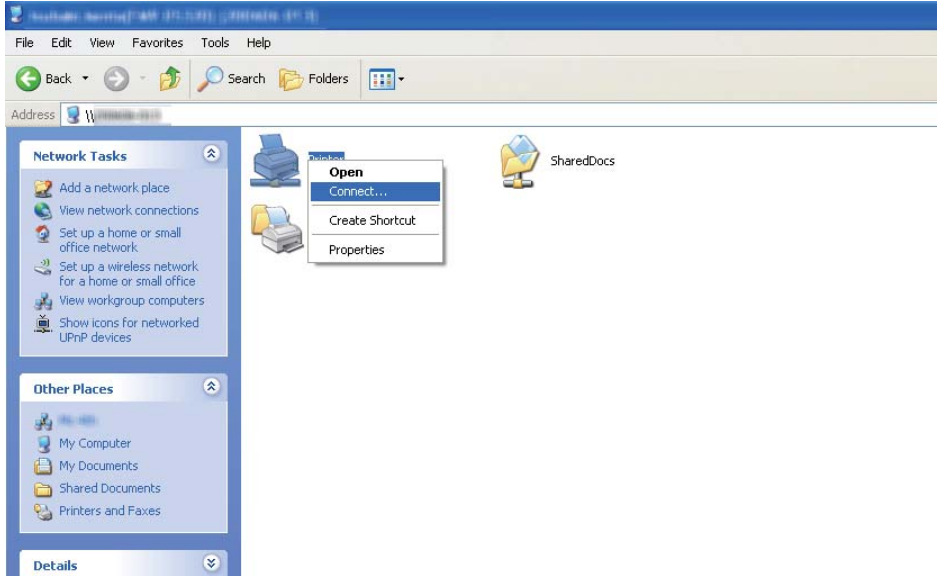 File Edit View Favorites Tools Help
Back Search Folders
Address \\
Network Tasks
Add a network place
View network connections
Set up a home or small
office network
Set up a wireless network
for a home or small office
View workgroup computers
Show icons for networked
UPnP devices
Other Places
My Computer
My Documents
Shared Documents
Printers and Faxes
Details
Printer
Open
Connect...
Create Shortcut
Properties
SharedDocs